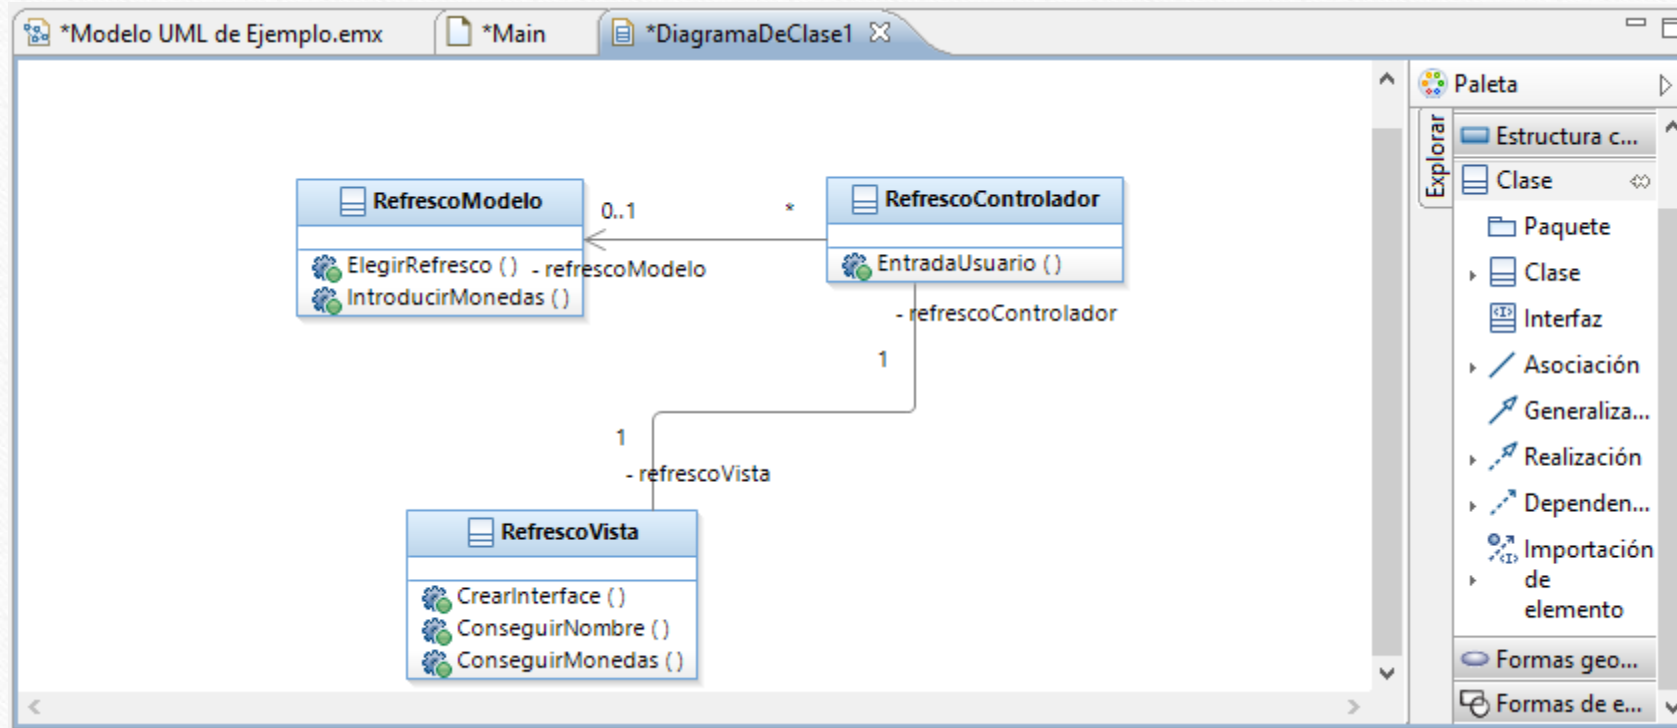 *Modelo UML de Ejemplo.emx
*Main
*DiagramaDeClase1
RefrescoModelo
ElegirRefresco ( )
IntroducirMonedas ( )
0..1
*
- refrescoModelo
RefrescoControlador
EntradaUsuario ( )
- refrescoControlador
1
1
- refrescoVista
RefrescoVista
CrearInterface ( )
ConseguirNombre ( )
ConseguirMonedas ( )
Paleta
Explorar
Estructura c...
Clase
Paquete
Clase
Interfaz
Asociación
Generaliza...
Realización
Dependen...
Importación
de
elemento
Formas geo...
Formas de e...